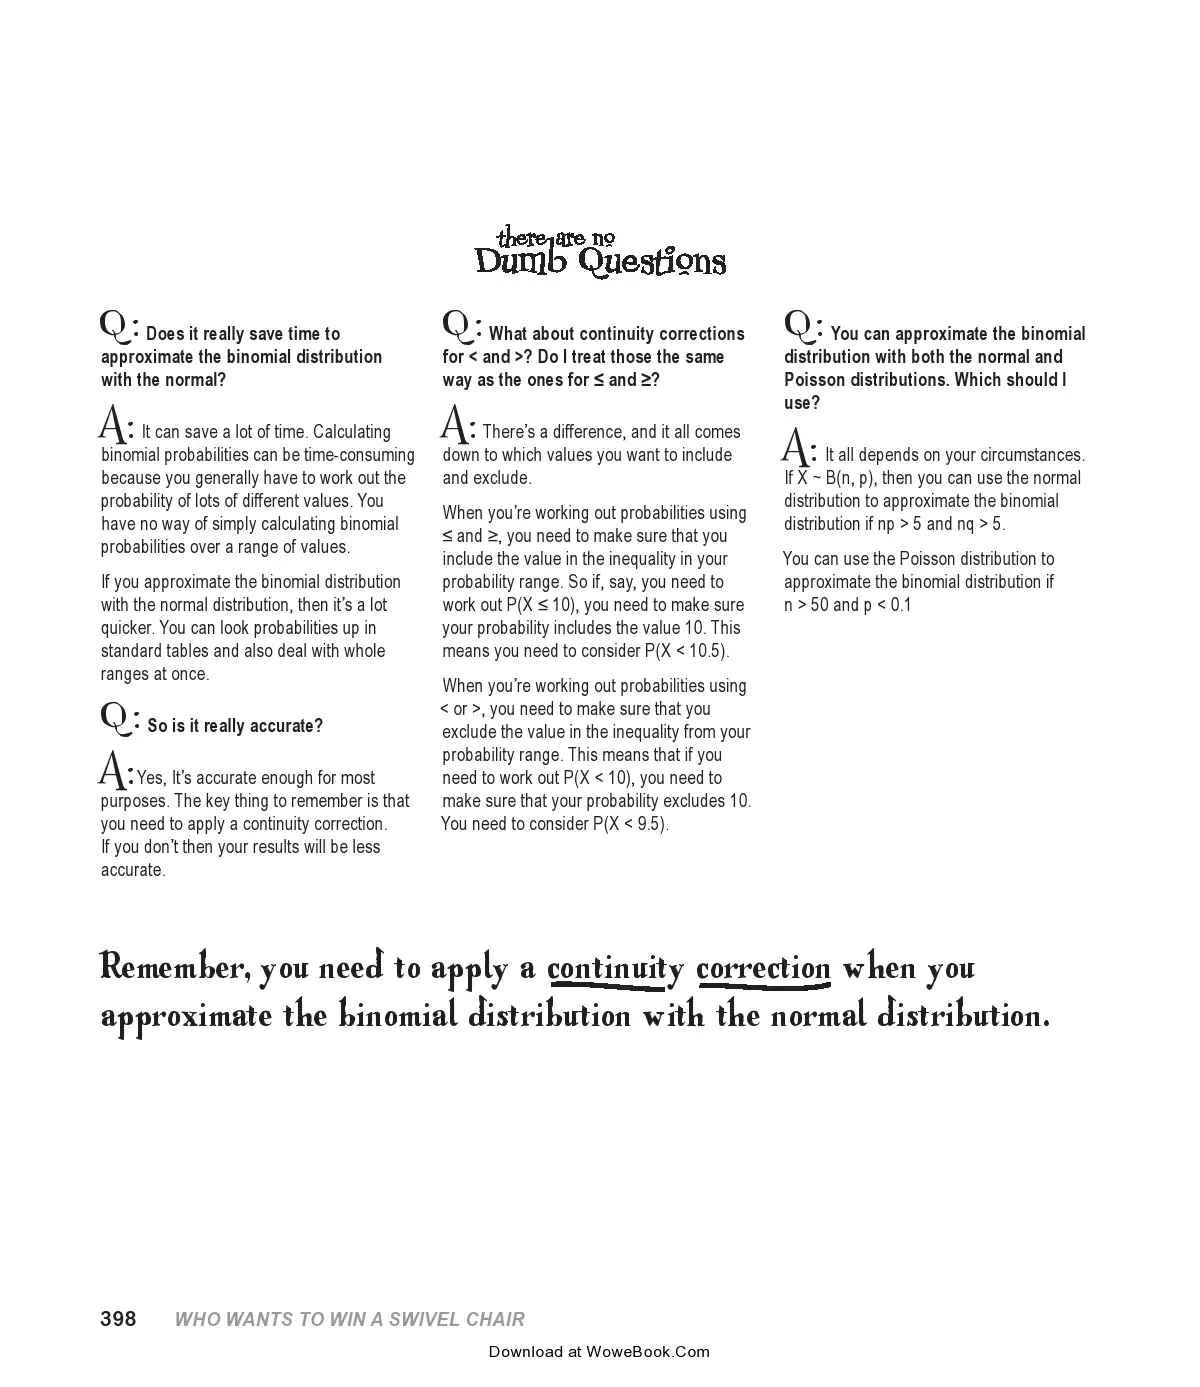 there are no
Dumb Questions
Q: Does it really save time to
approximate the binomial distribution
with the normal?
A: It can save a lot of time. Calculating
binomial probabilities can be time-consuming
because you generally have to work out the
probability of lots of different values. You
have no way of simply calculating binomial
probabilities over a range of values.
If you approximate the binomial distribution
with the normal distribution, then it’s a lot
quicker. You can look probabilities up in
standard tables and also deal with whole
ranges at once.
Q: So is it really accurate?
A: Yes, It’s accurate enough for most
purposes. The key thing to remember is that
you need to apply a continuity correction.
If you don’t then your results will be less
accurate.
Q: What about continuity corrections
for < and >? Do I treat those the same
way as the ones for ≤ and ≥?
A: There’s a difference, and it all comes
down to which values you want to include
and exclude.
When you’re working out probabilities using
≤ and ≥, you need to make sure that you
include the value in the inequality in your
probability range. So if, say, you need to
work out P(X ≤ 10), you need to make sure
your probability includes the value 10. This
means you need to consider P(X < 10.5).
When you’re working out probabilities using
< or >, you need to make sure that you
exclude the value in the inequality from your
probability range. This means that if you
need to work out P(X < 10), you need to
make sure that your probability excludes 10.
You need to consider P(X < 9.5).
Q: You can approximate the binomial
distribution with both the normal and
Poisson distributions. Which should I
use?
A: It all depends on your circumstances.
If X ~ B(n, p), then you can use the normal
distribution to approximate the binomial
distribution if np > 5 and nq > 5.
You can use the Poisson distribution to
approximate the binomial distribution if
n > 50 and p < 0.1
Remember, you need to apply a continuity correction when you
approximate the binomial distribution with the normal distribution.
398 WHO WANTS TO WIN A SWIVEL CHAIR
Download at WoweBook.Com